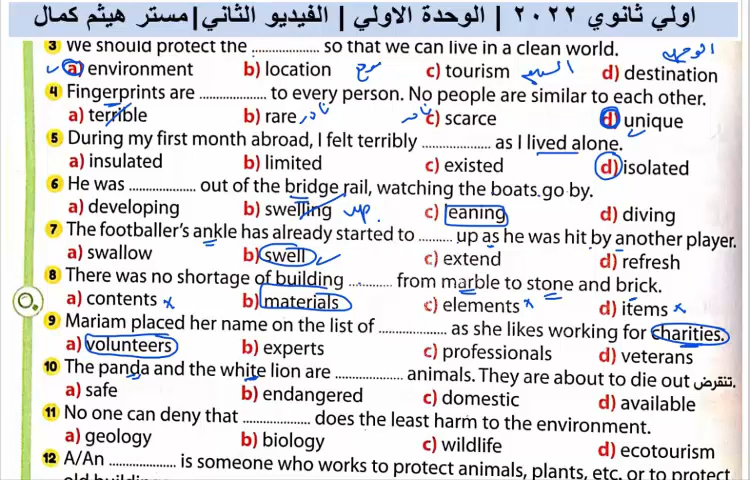 اولي ثانوي ٢٠٢٢ | الوحدة الاولي | الفيديو الثاني | مستر هيثم كمال
3 We should protect the .................. so that we can live in a clean world.
a) environment b) location c) tourism d) destination
4 Fingerprints are .................. to every person. No people are similar to each other.
a) terrible b) rare نادر c) scarce نادر d) unique
5 During my first month abroad, I felt terribly .................. as I lived alone.
a) insulated b) limited c) existed d) isolated
6 He was .................. out of the bridge rail, watching the boats go by.
a) developing b) swelling up c) leaning d) diving
7 The footballer's ankle has already started to ......... up as he was hit by another player.
a) swallow b) swell c) extend d) refresh
8 There was no shortage of building ........... from marble to stone and brick.
a) contents b) materials c) elements d) items
9 Mariam placed her name on the list of .................. as she likes working for charities.
a) volunteers b) experts c) professionals d) veterans
10 The panda and the white lion are .................. animals. They are about to die out تنقرض
a) safe b) endangered c) domestic d) available
11 No one can deny that .................. does the least harm to the environment.
a) geology b) biology c) wildlife d) ecotourism
12 A/An .................. is someone who works to protect animals, plants, etc. or to protect